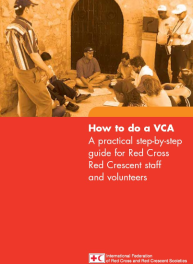 How to do a VCA
A practical step-by-step
guide for Red Cross
Red Crescent staff
and volunteers
International Federation
of Red Cross and Red Crescent Societies